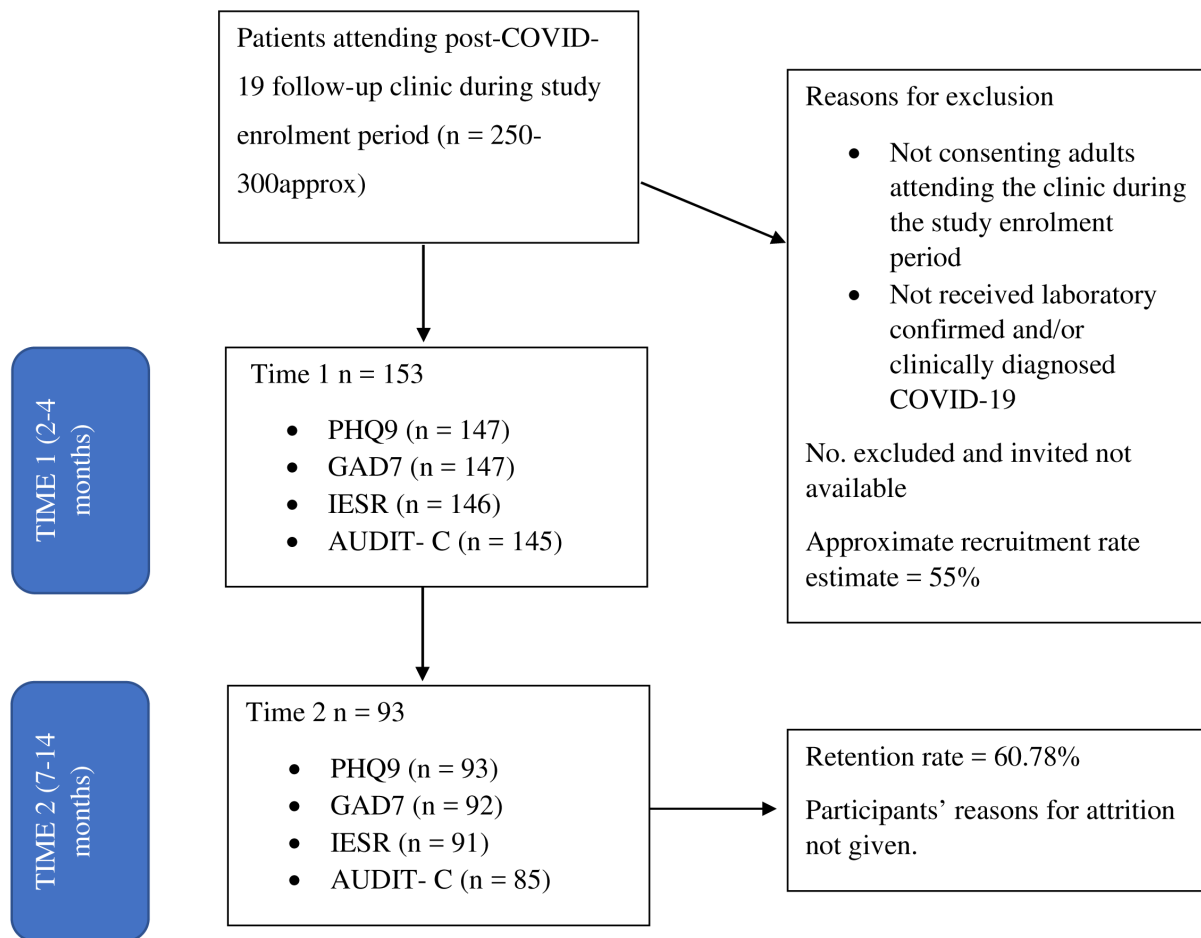 Patients attending post-COVID-
19 follow-up clinic during study
enrolment period (n = 250-
300approx)
Reasons for exclusion
• Not consenting adults
attending the clinic during
the study enrolment
period
• Not received laboratory
confirmed and/or
clinically diagnosed
COVID-19
No. excluded and invited not
available
Approximate recruitment rate
estimate = 55%
TIME 1 (2-4
months)
Time 1 n = 153
• PHQ9 (n = 147)
• GAD7 (n = 147)
• IESR (n = 146)
• AUDIT- C (n = 145)
TIME 2 (7-14
months)
Time 2 n = 93
• PHQ9 (n = 93)
• GAD7 (n = 92)
• IESR (n = 91)
• AUDIT- C (n = 85)
Retention rate = 60.78%
Participants’ reasons for attrition
not given.